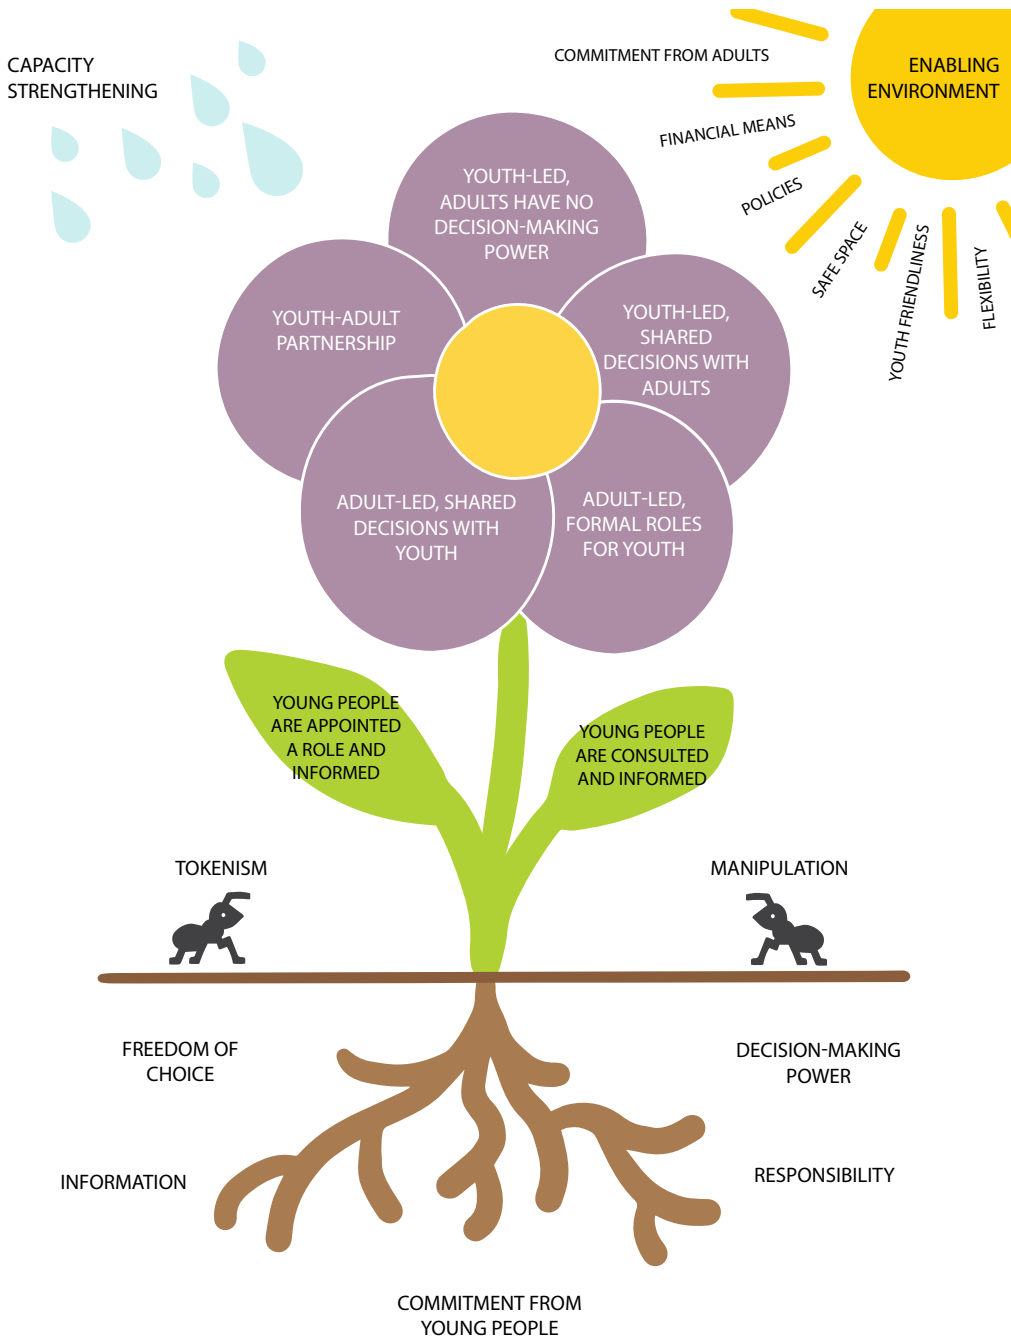 CAPACITY
STRENGTHENING
COMMITMENT FROM ADULTS
ENABLING
ENVIRONMENT
FINANCIAL MEANS
POLICIES
SAFE SPACE
YOUTH FRIENDLINESS
FLEXIBILITY
YOUTH-LED,
ADULTS HAVE NO
DECISION-MAKING
POWER
YOUTH-ADULT
PARTNERSHIP
YOUTH-LED,
SHARED
DECISIONS WITH
ADULTS
ADULT-LED, SHARED
DECISIONS WITH
YOUTH
ADULT-LED,
FORMAL ROLES
FOR YOUTH
YOUNG PEOPLE
ARE APPOINTED
A ROLE AND
INFORMED
YOUNG PEOPLE
ARE CONSULTED
AND INFORMED
TOKENISM
MANIPULATION
FREEDOM OF
CHOICE
DECISION-MAKING
POWER
INFORMATION
RESPONSIBILITY
COMMITMENT FROM
YOUNG PEOPLE